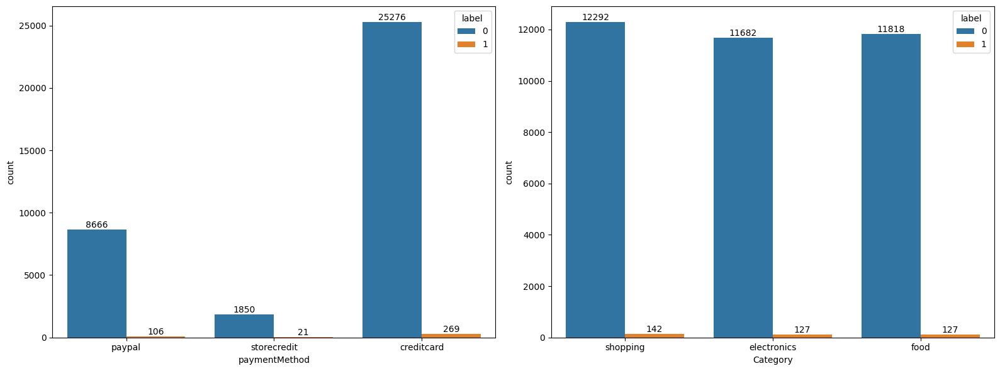 25276
label
0
1
25000
20000
15000
10000
8666
5000
1850
106
21
269
0
paypal
storecredit
creditcard
paymentMethod
count
12292
11682
11818
label
0
1
12000
10000
8000
6000
4000
2000
142
127
127
0
shopping
electronics
food
Category
count